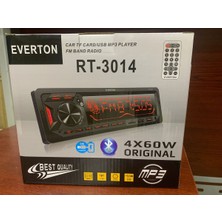 EVERTON
CAR TF CARD/USB MP3 PLAYER
FM BAND RADIO
RT-3014
BEST QUALITY
4X60W
ORIGINAL
MP3